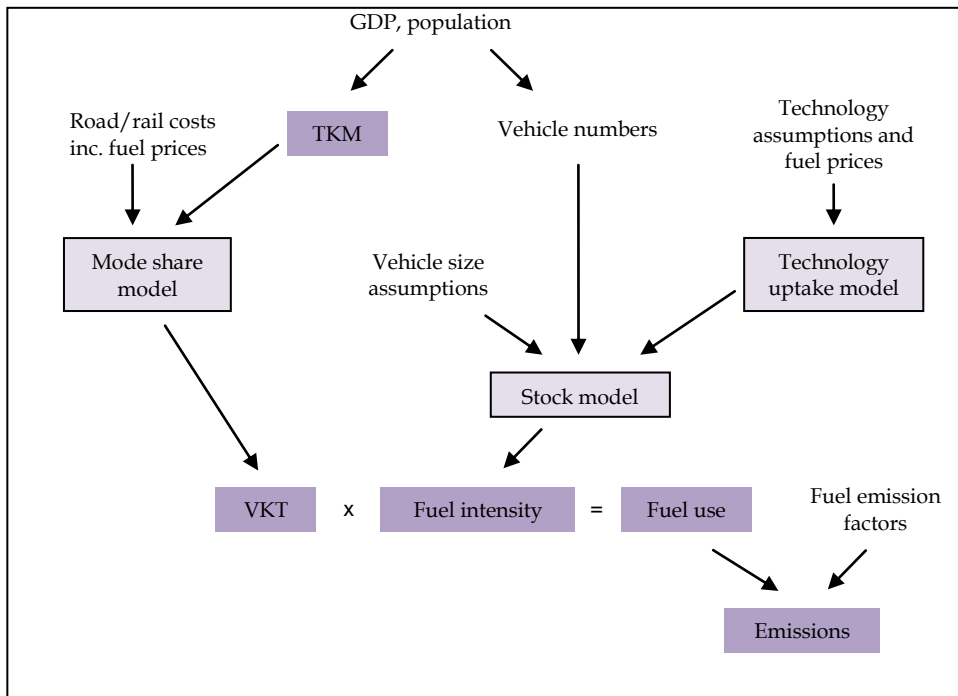 GDP, population
Road/rail costs
inc. fuel prices
TKM
Vehicle numbers
Technology
assumptions and
fuel prices
Mode share
model
Vehicle size
assumptions
Technology
uptake model
Stock model
VKT x Fuel intensity = Fuel use
Fuel emission
factors
Emissions